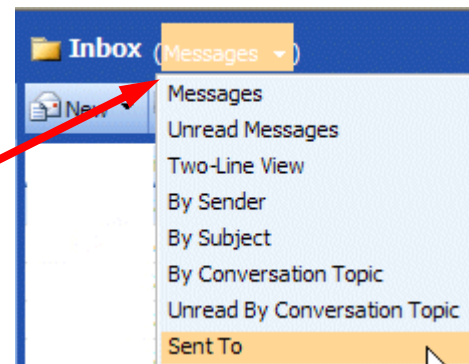 Inbox (Messages)
New
Messages
Unread Messages
Two-Line View
By Sender
By Subject
By Conversation Topic
Unread By Conversation Topic
Sent To